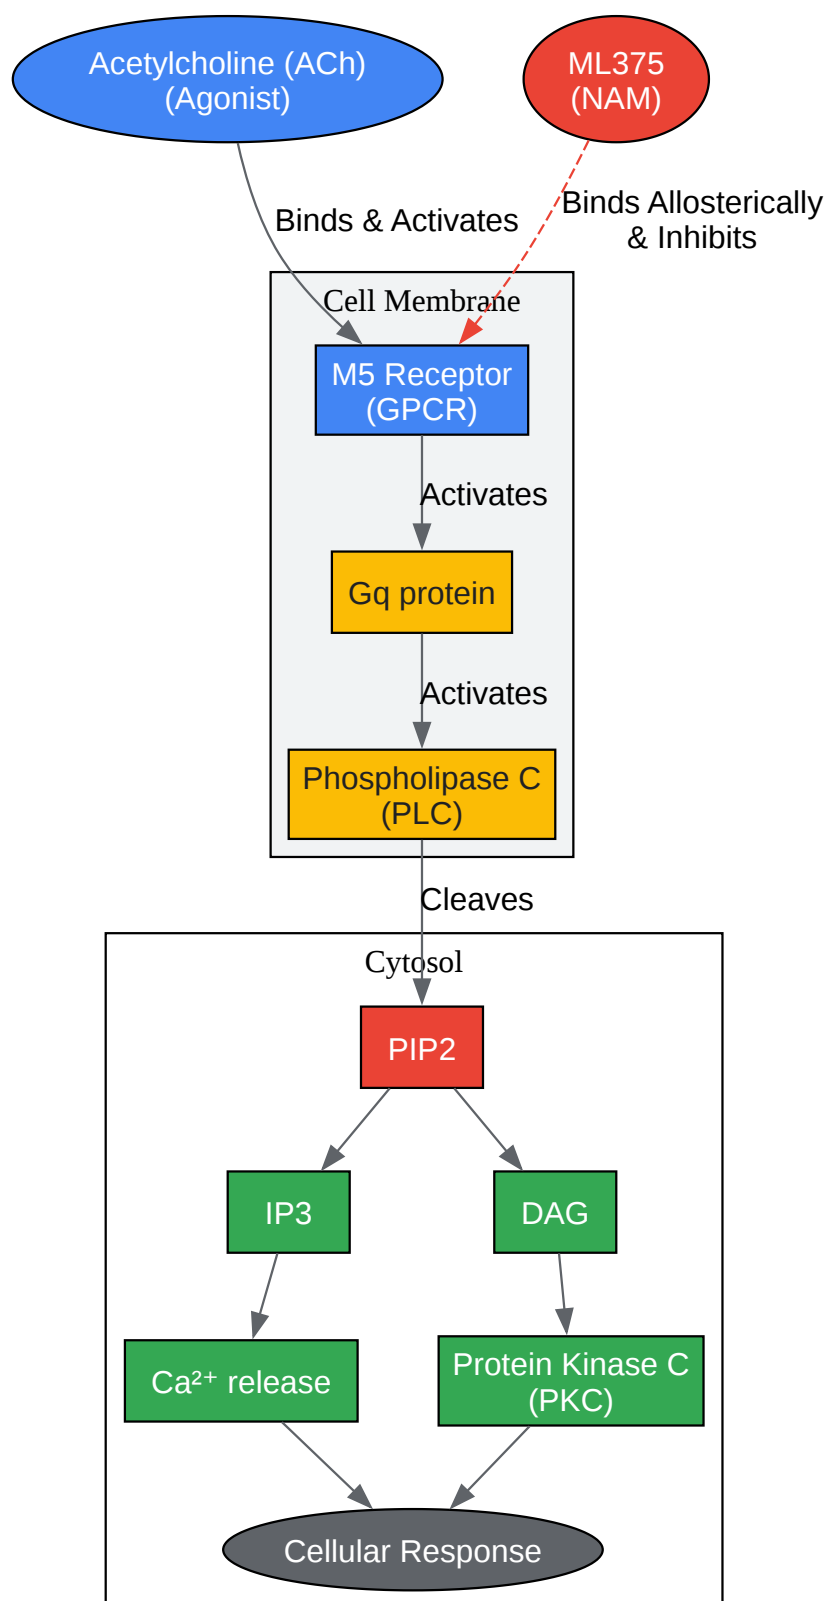 Acetylcholine (ACh)
(Agonist)
ML375
(NAM)
Binds & Activates
Binds Allosterically
& Inhibits
Cell Membrane
M5 Receptor
(GPCR)
Activates
Gq protein
Activates
Phospholipase C
(PLC)
Cleaves
Cytosol
PIP2
IP3
DAG
Ca²⁺ release
Protein Kinase C
(PKC)
Cellular Response